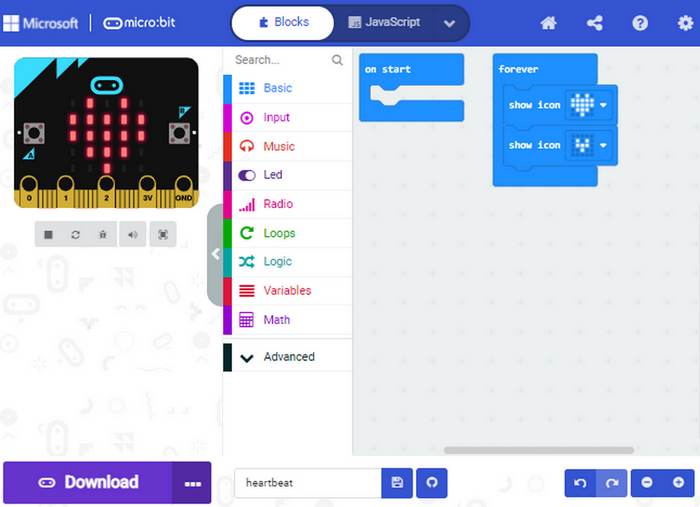 Microsoft micro:bit Blocks JavaScript
Search...
Basic
Input
Music
Led
Radio
Loops
Logic
Variables
Math
Advanced
on start
forever
show icon
show icon
B
A
0 1 2 3V GND
Download ...
heartbeat